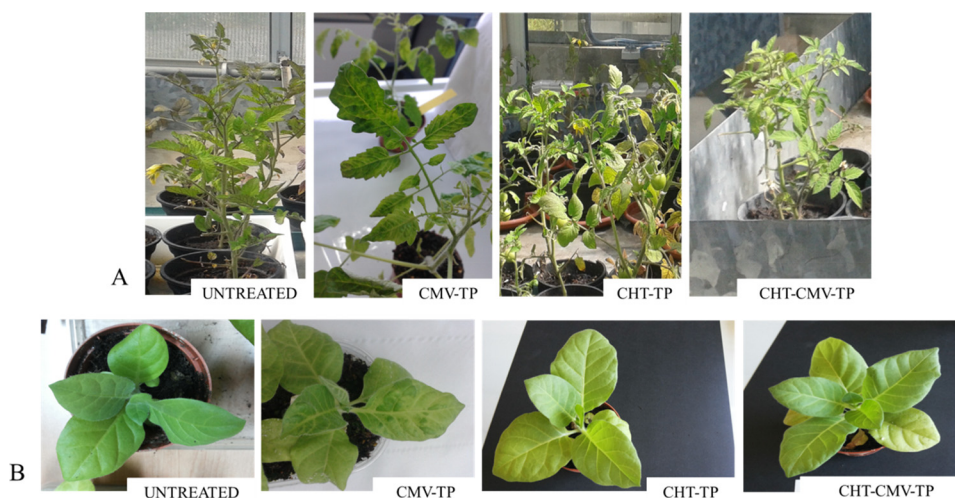 A
UNTREATED
CMV-TP
CHT-TP
CHT-CMV-TP
B
UNTREATED
CMV-TP
CHT-TP
CHT-CMV-TP